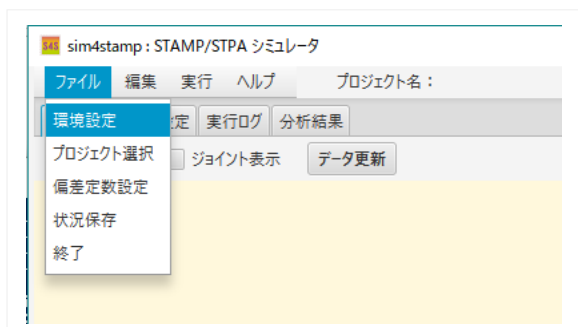 S4S sim4stamp : STAMP/STPA シミュレータ
ファイル 編集 実行 ヘルプ プロジェクト名：
環境設定 定 実行ログ 分析結果
プロジェクト選択 ジョイント表示 データ更新
偏差定数設定
状況保存
終了